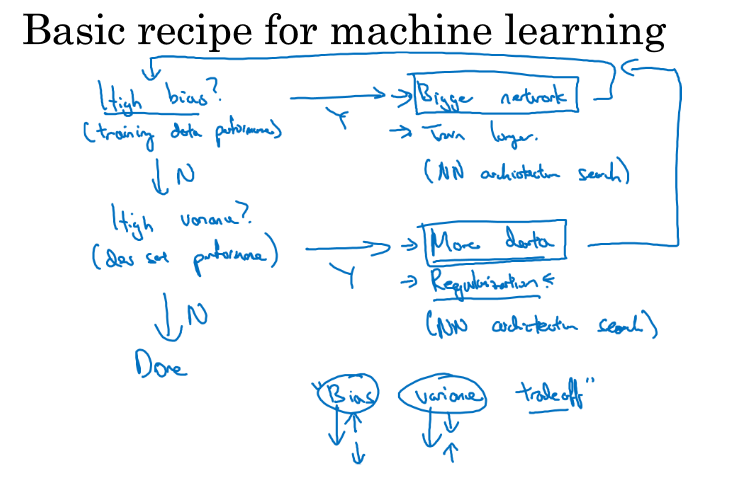 Basic recipe for machine learning
High bias?
(training data performance)
Y
→ Bigger network
→ Train longer.
(NN architecture search)
N
High variance?
(dev set performance)
Y
→ More data
→ Regularization
(NN architecture search)
N
Done
"Bias variance tradeoff"